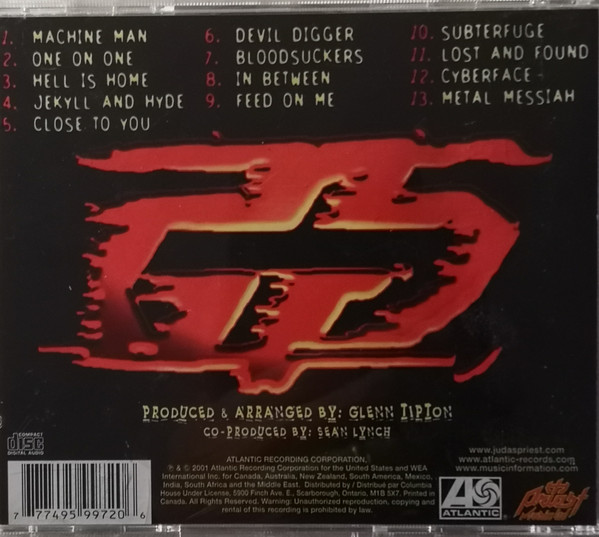 1. MACHINE MAN
2. ONE ON ONE
3. HELL IS HOME
4. JEKYLL AND HYDE
5. CLOSE TO YOU
6. DEVIL DIGGER
7. BLOODSUCKERS
8. IN BETWEEN
9. FEED ON ME
10. SUBTERFUGE
11. LOST AND FOUND
12. CYBERFACE
13. METAL MESSIAH
PRODUCED & ARRANGED BY: GLENN TIPTON
CO-PRODUCED BY: SEAN LYNCH
COMPACT
disc
DIGITAL AUDIO
7 77495 99720 6
ATLANTIC RECORDING CORPORATION,
℗ & © 2001 Atlantic Recording Corporation for the United States and WEA
International Inc. for Canada, Australia, New Zealand, South America, Mexico,
India, South Africa and the Middle East. Distributed by / Distribué par Columbia
House Under License, 5900 Finch Ave. E., Scarborough, Ontario, M1B 5X7. Printed in
Canada. All Rights Reserved. Warning: Unauthorized reproduction, copying and
rental of this recording is prohibited by law.
www.judaspriest.com
www.atlantic-records.com
www.musicinformation.com
ATLANTIC